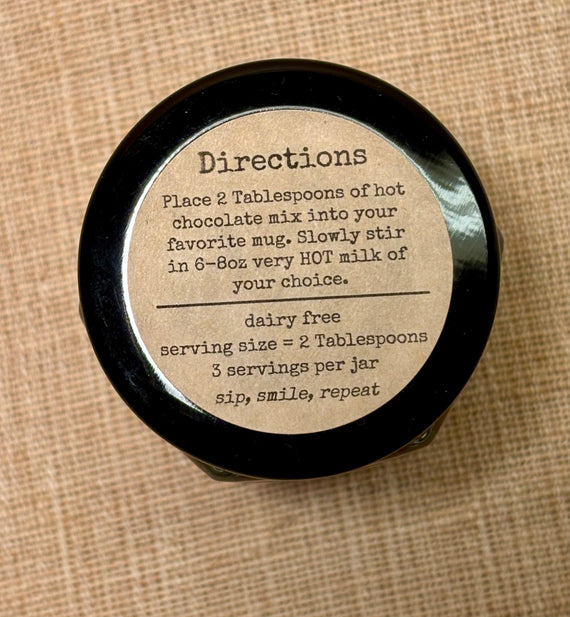 Directions
Place 2 Tablespoons of hot
chocolate mix into your
favorite mug. Slowly stir
in 6-8oz very HOT milk of
your choice.
dairy free
serving size = 2 Tablespoons
3 servings per jar
sip, smile, repeat